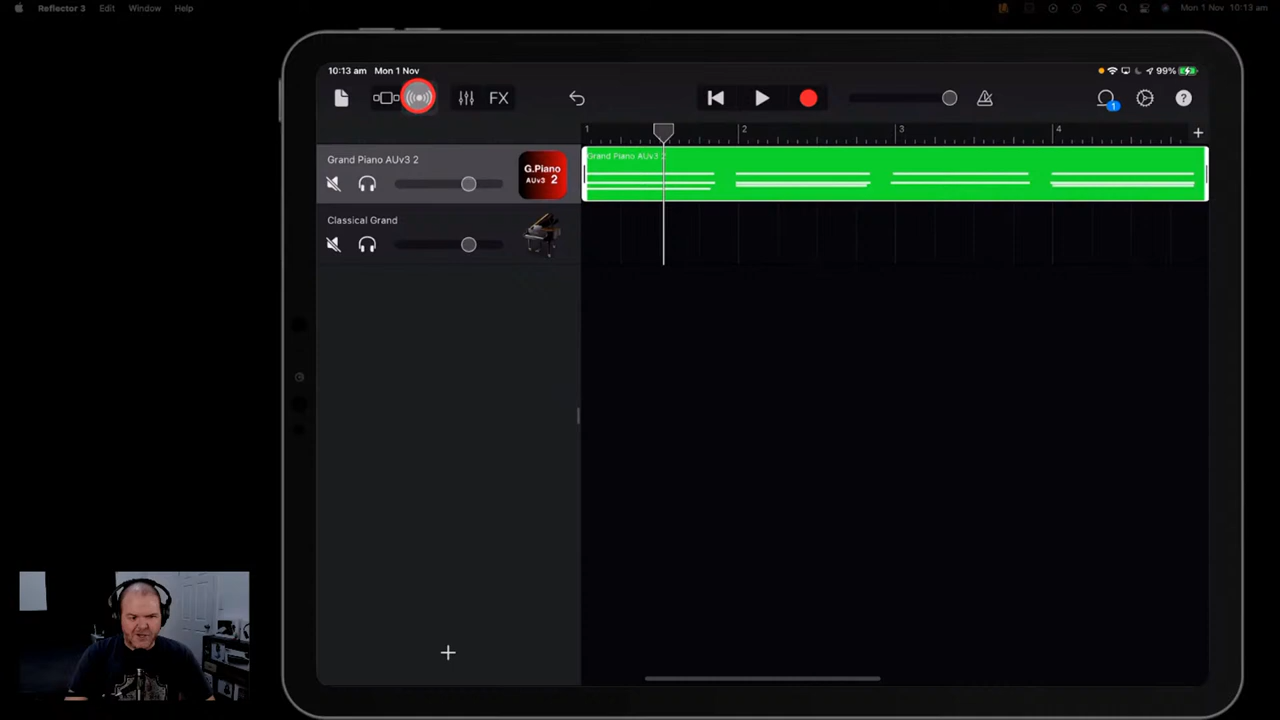 Reflector 3 Edit Window Help Mon 1 Nov 10:13 am
10:13 am Mon 1 Nov 99%
FX 1 ?
1 2 3 4 +
Grand Piano AUv3 2
G.Piano
AUv3 2
Grand Piano AUv3 2
Classical Grand
+